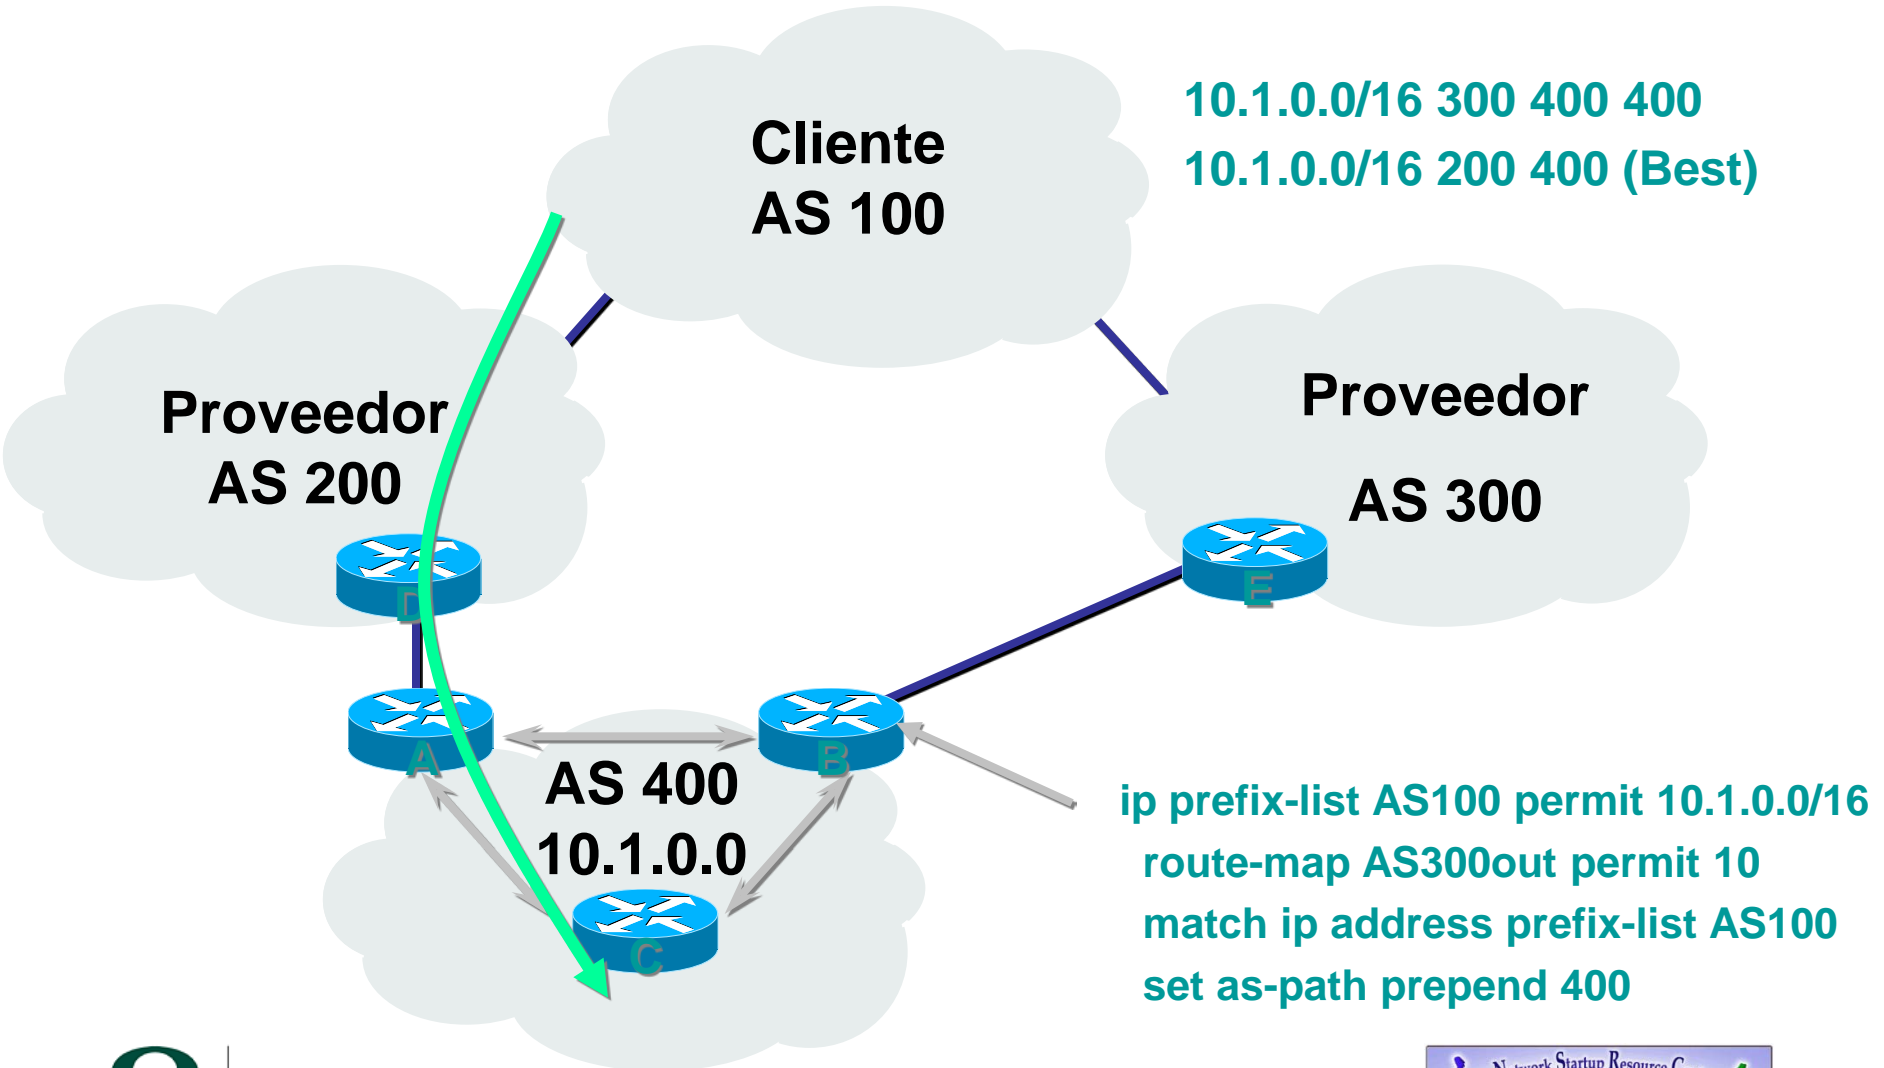 Cliente
AS 100
10.1.0.0/16 300 400 400
10.1.0.0/16 200 400 (Best)
Proveedor
AS 200
Proveedor
AS 300
D
E
A
B
AS 400
10.1.0.0
C
ip prefix-list AS100 permit 10.1.0.0/16
route-map AS300out permit 10
match ip address prefix-list AS100
set as-path prepend 400
Network Startup Resource